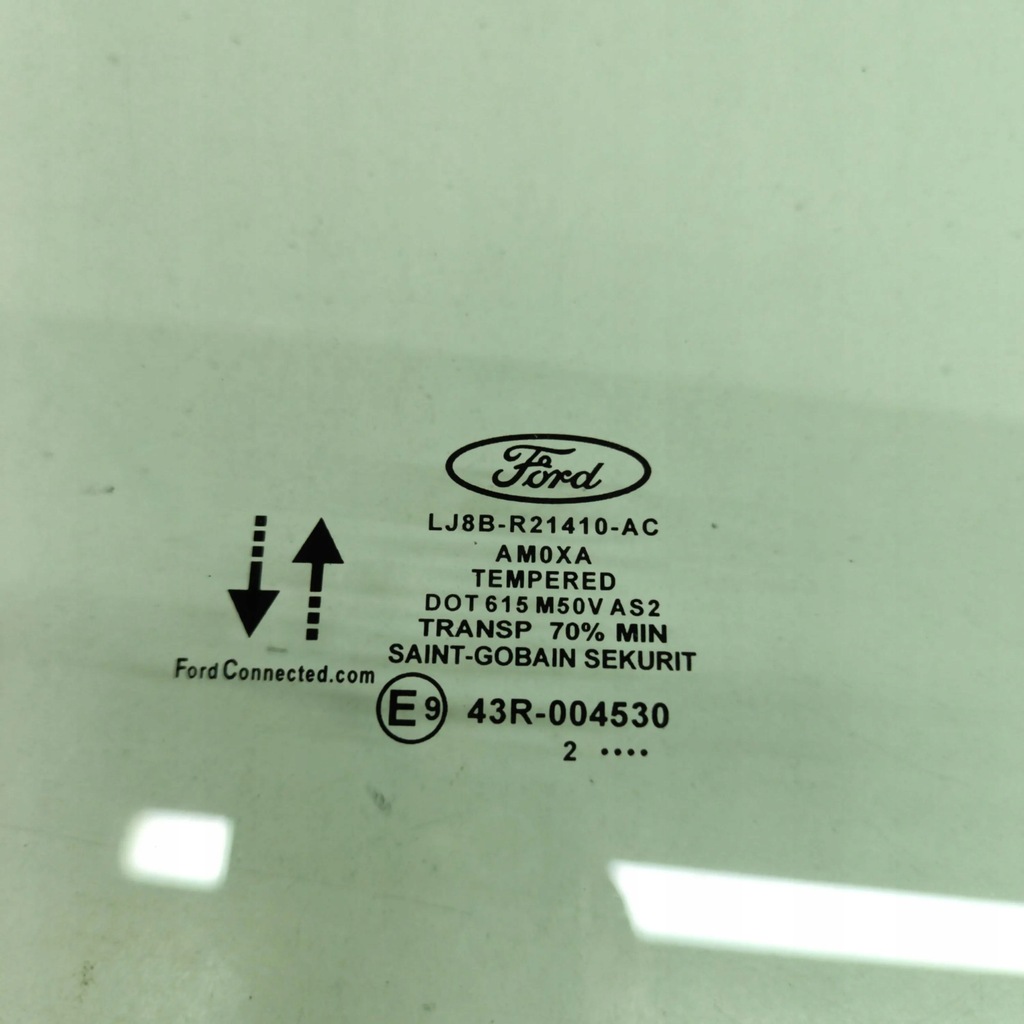 Ford
LJ8B-R21410-AC
AM0XA
TEMPERED
DOT 615 M50V AS2
TRANSP 70% MIN
SAINT-GOBAIN SEKURIT
FordConnected.com
E9 43R-004530
2 ....